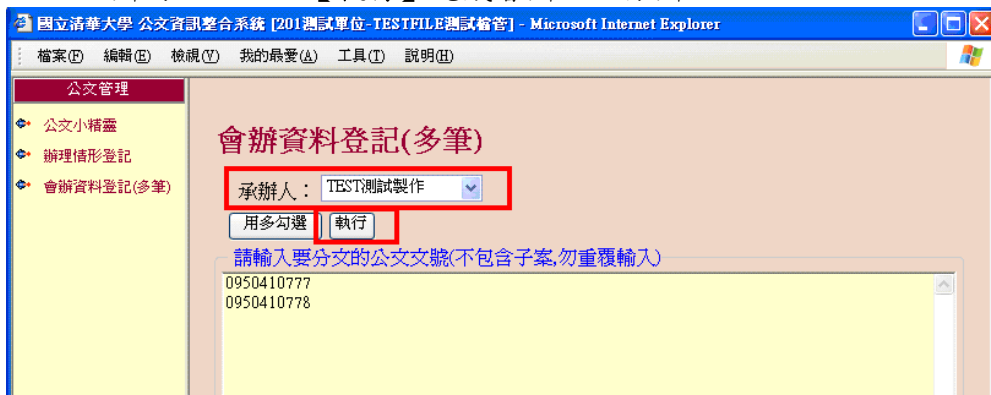 國立清華大學 公文資訊整合系統 [201測試單位-TESTFILE測試檔管] - Microsoft Internet Explorer
檔案(F) 編輯(E) 檢視(V) 我的最愛(A) 工具(T) 說明(H)
公文管理
公文小精靈
辦理情形登記
會辦資料登記(多筆)
會辦資料登記(多筆)
承辦人： TEST測試製作
用多勾選 執行
請輸入要分文的公文文號(不包含子案,勿重覆輸入)
0950410777
0950410778